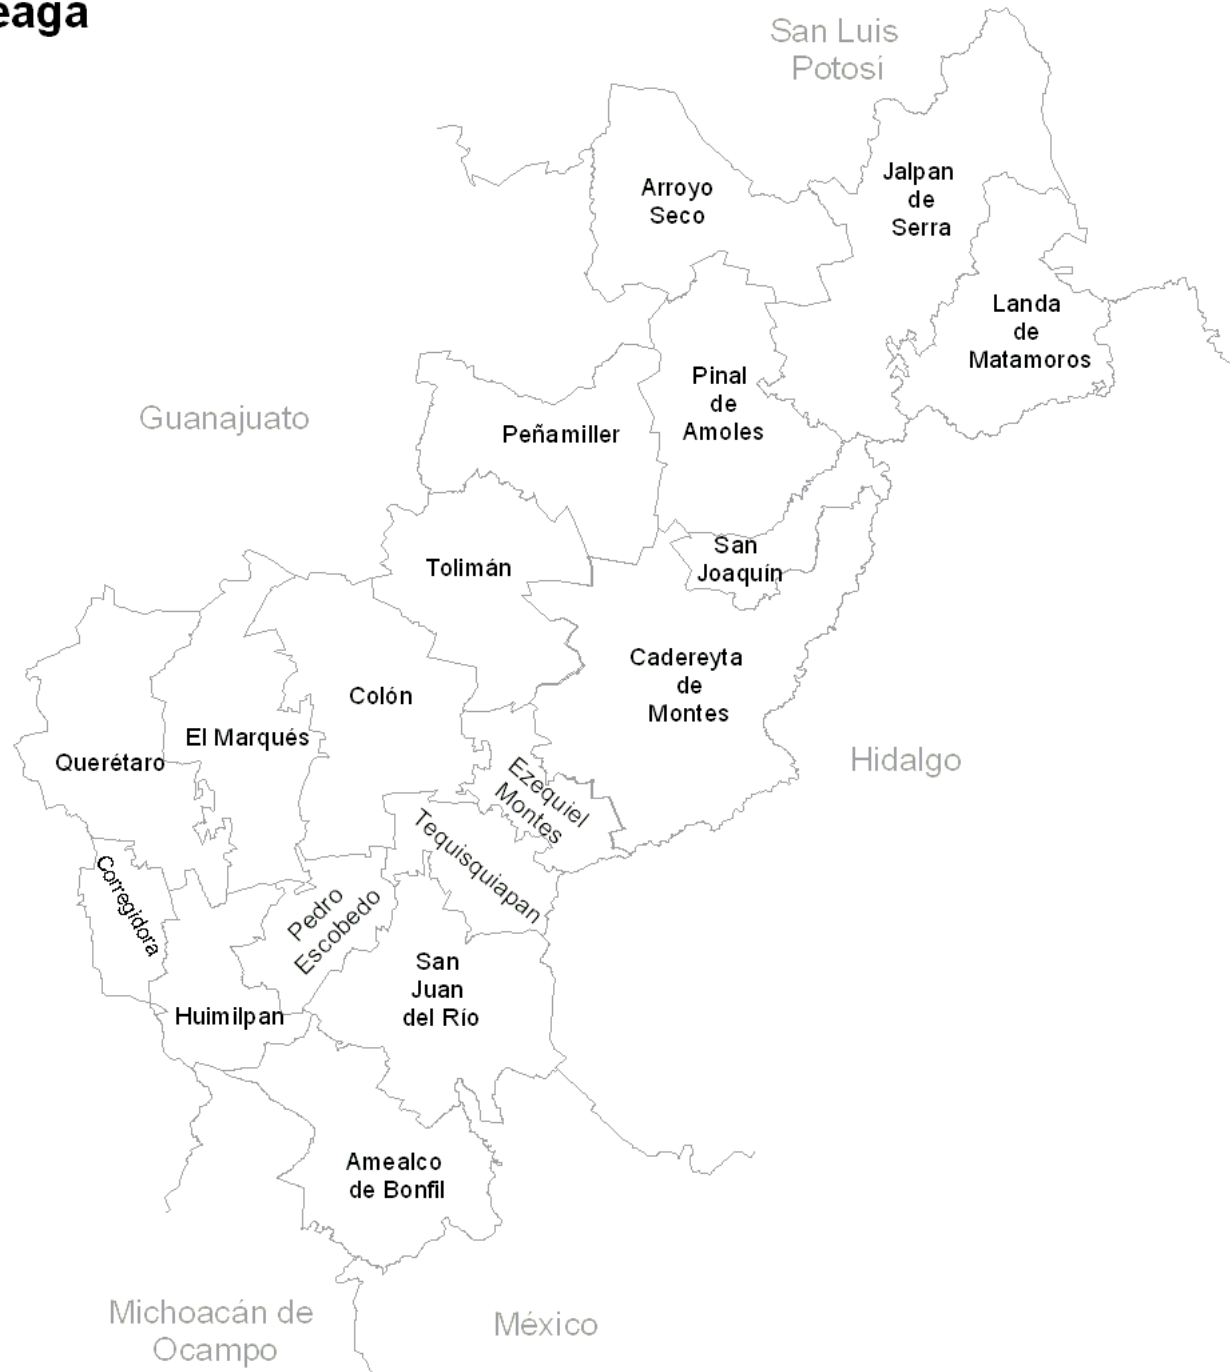 eaga
San Luis
Potosí
Jalpan
de
Serra
Arroyo
Seco
Landa
de
Matamoros
Pinal
de
Amoles
Guanajuato
Peñamiller
San
Joaquín
Tolimán
Cadereyta
de
Montes
Colón
El Marqués
Querétaro
Hidalgo
Ezequiel
Montes
Tequisquiapan
Corregidora
Pedro
Escobedo
San
Juan
del Río
Huimilpan
Amealco
de Bonfil
Michoacán de
Ocampo
México